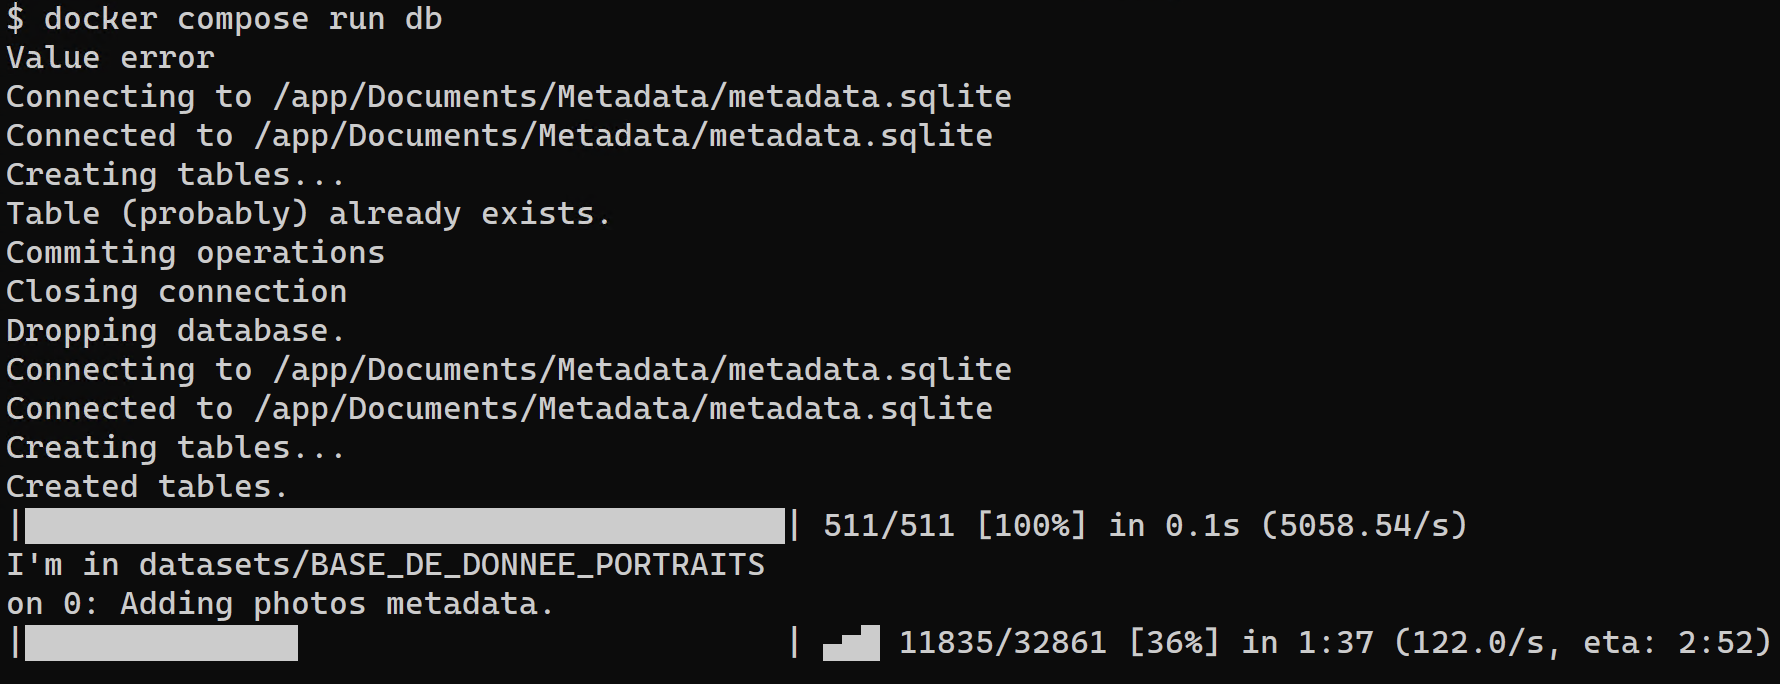 $ docker compose run db
Value error
Connecting to /app/Documents/Metadata/metadata.sqlite
Connected to /app/Documents/Metadata/metadata.sqlite
Creating tables...
Table (probably) already exists.
Commiting operations
Closing connection
Dropping database.
Connecting to /app/Documents/Metadata/metadata.sqlite
Connected to /app/Documents/Metadata/metadata.sqlite
Creating tables...
Created tables.
|████████████████████████████████████████| 511/511 [100%] in 0.1s (5058.54/s)
I'm in datasets/BASE_DE_DONNEE_PORTRAITS
on 0: Adding photos metadata.
|██████████████▍                         | ▃▅▇ 11835/32861 [36%] in 1:37 (122.0/s, eta: 2:52)